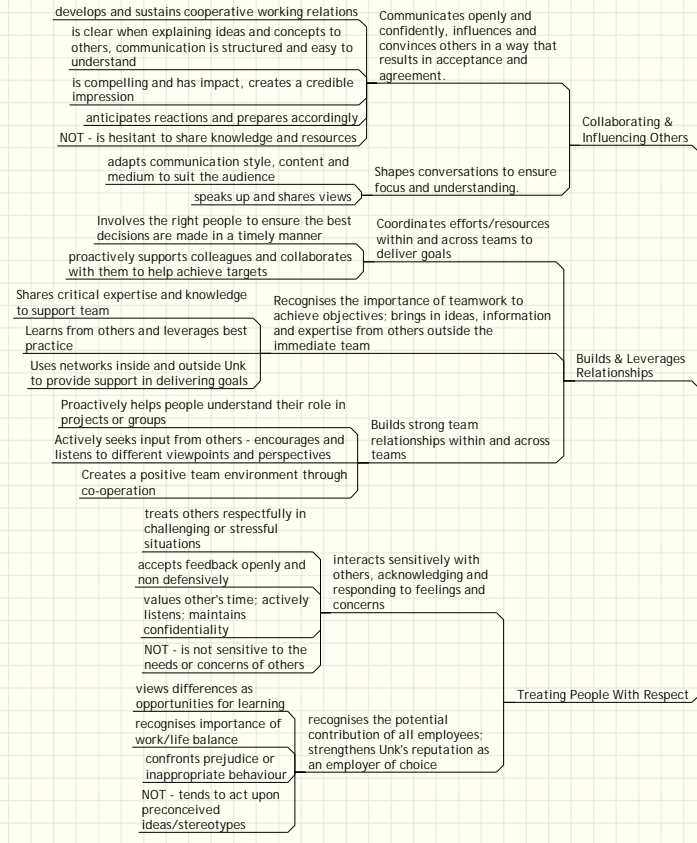 develops and sustains cooperative working relations
is clear when explaining ideas and concepts to
others, communication is structured and easy to
understand
is compelling and has impact, creates a credible
impression
anticipates reactions and prepares accordingly
NOT - is hesitant to share knowledge and resources
Communicates openly and
confidently, influences and
convinces others in a way that
results in acceptance and
agreement.
adapts communication style, content and
medium to suit the audience
speaks up and shares views
Shapes conversations to ensure
focus and understanding.
Collaborating &
Influencing Others
Involves the right people to ensure the best
decisions are made in a timely manner
proactively supports colleagues and collaborates
with them to help achieve targets
Coordinates efforts/resources
within and across teams to
deliver goals
Shares critical expertise and knowledge
to support team
Learns from others and leverages best
practice
Uses networks inside and outside Unk
to provide support in delivering goals
Recognises the importance of teamwork to
achieve objectives; brings in ideas, information
and expertise from others outside the
immediate team
Proactively helps people understand their role in
projects or groups
Actively seeks input from others - encourages and
listens to different viewpoints and perspectives
Creates a positive team environment through
co-operation
Builds strong team
relationships within and across
teams
Builds & Leverages
Relationships
treats others respectfully in
challenging or stressful
situations
accepts feedback openly and
non defensively
values other's time; actively
listens; maintains
confidentiality
NOT - is not sensitive to the
needs or concerns of others
interacts sensitively with
others, acknowledging and
responding to feelings and
concerns
views differences as
opportunities for learning
recognises importance of
work/life balance
confronts prejudice or
inappropriate behaviour
NOT - tends to act upon
preconceived
ideas/stereotypes
recognises the potential
contribution of all employees;
strengthens Unk's reputation as
an employer of choice
Treating People With Respect